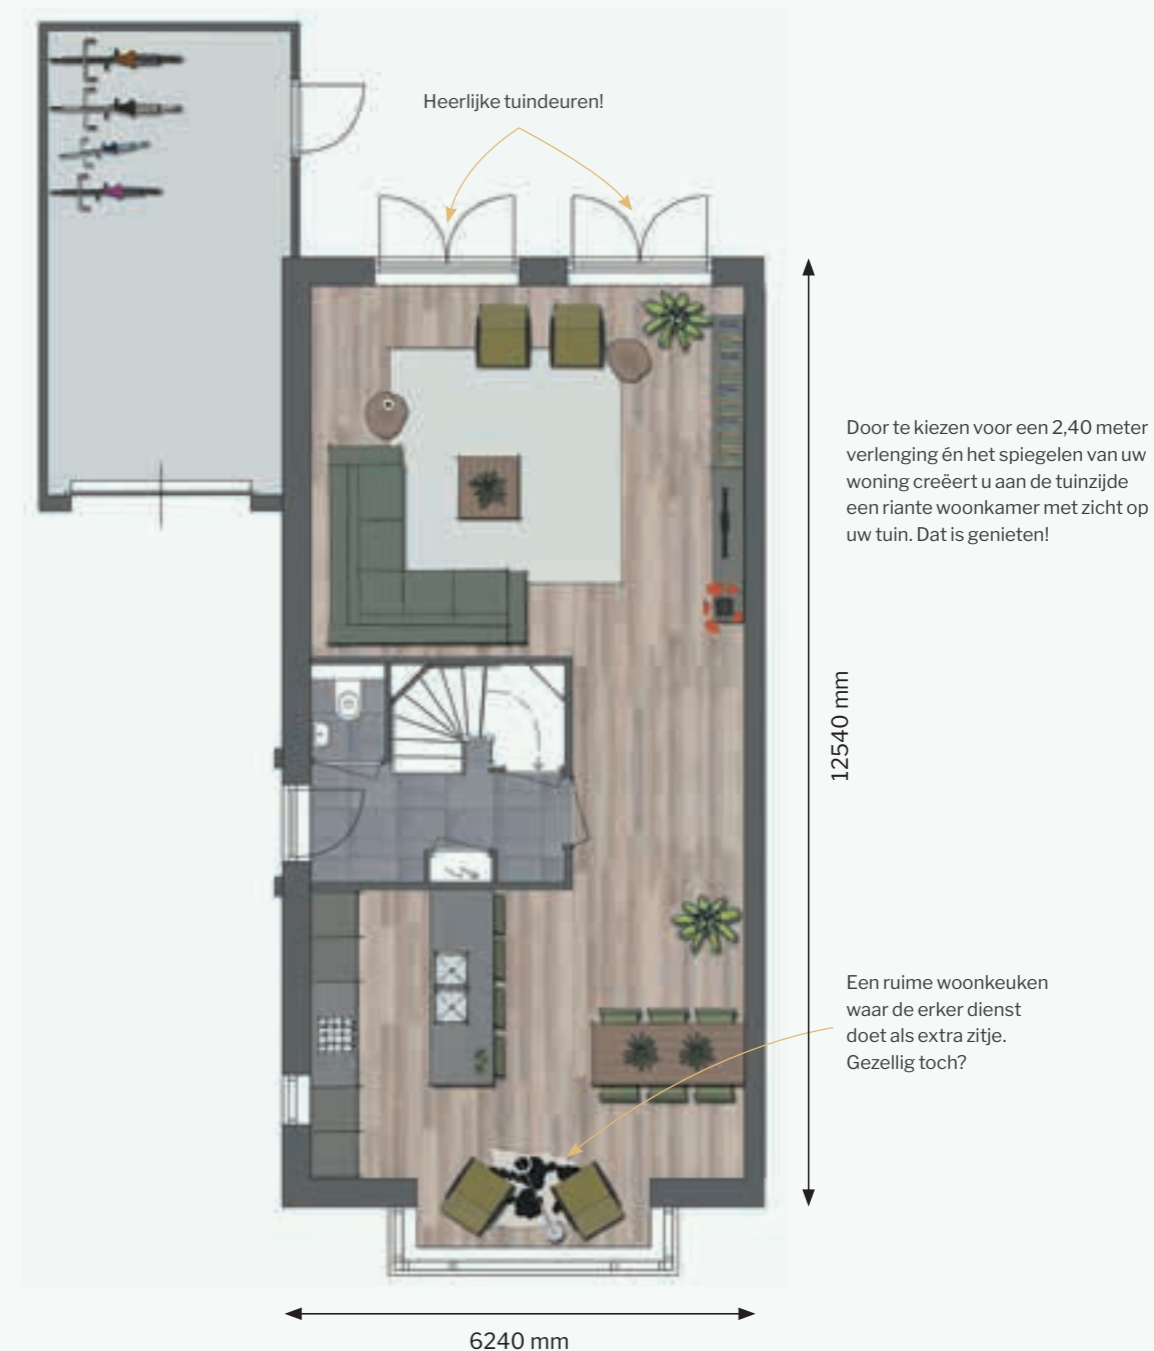 Heerlijke tuindeuren!
Door te kiezen voor een 2,40 meter
verlenging én het spiegelen van uw
woning creëert u aan de tuinzijde
een riante woonkamer met zicht op
uw tuin. Dat is genieten!
12540 mm
Een ruime woonkeuken
waar de erker dienst
doet als extra zitje.
Gezellig toch?
6240 mm